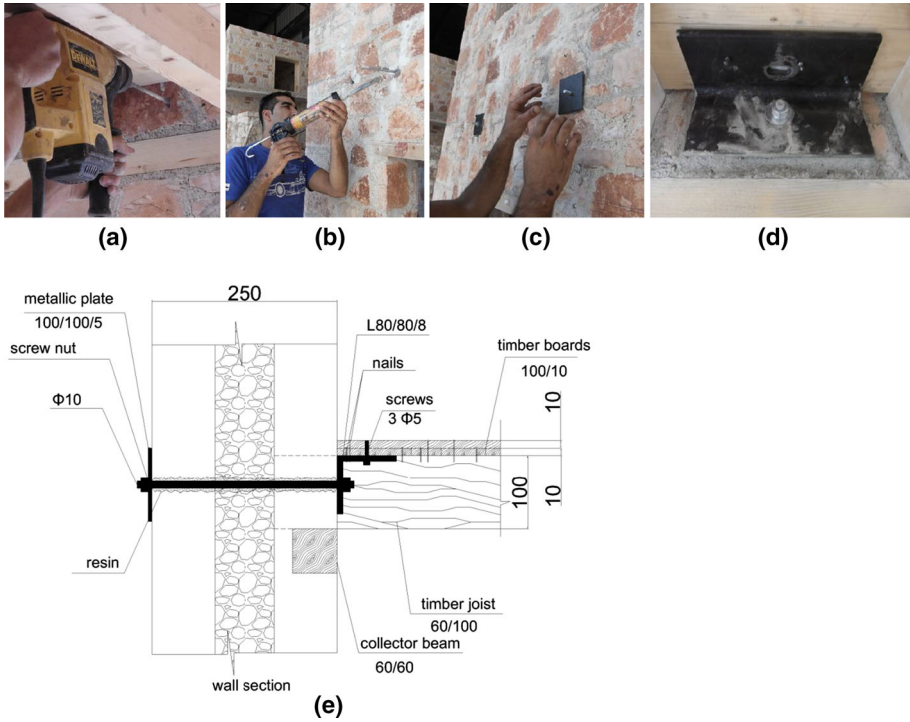 DEWALT
(a)
(b)
(c)
(d)
250
metallic plate
100/100/5
screw nut
Φ10
resin
wall section
L80/80/8
nails
screws
3 Φ5
timber boards
100/10
10
100
10
timber joist
60/100
collector beam
60/60
(e)